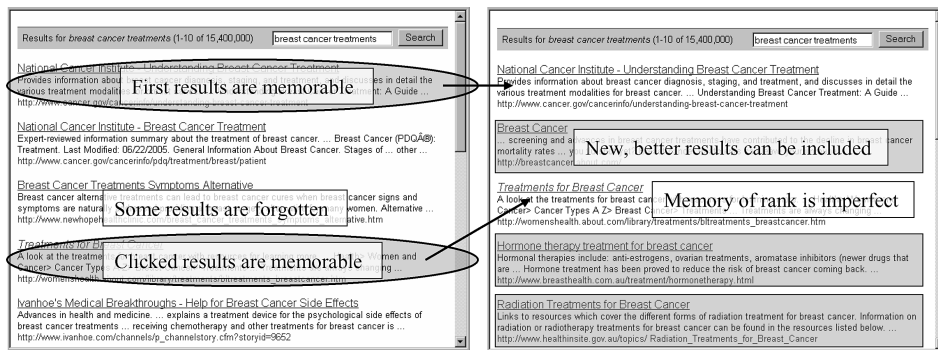 Results for breast cancer treatments (1-10 of 15,400,000) breast cancer treatments Search
National Cancer Institute - Understanding Breast Cancer Treatment
Provides information about breast cancer diagnosis, staging, and treatment, and discusses in detail the
various treatment modalities
First results are memorable
nt: A Guide ...
http://www.cancer.gov/cancerinfo/understanding-breast-cancer-treatment
National Cancer Institute - Breast Cancer Treatment
Expert-reviewed information summary about the treatment of breast cancer. ... Breast Cancer (PDQÂ®):
Treatment. Last Modified: 06/22/2005. General Information About Breast Cancer. Stages of ... other ...
http://www.cancer.gov/cancerinfo/pdq/treatment/breast/patient
Breast Cancer Treatments Symptoms Alternative
Breast cancer alternative treatments can lead to breast cancer cures when breast cancer signs and
symptoms are naturally
Some results are forgotten
women. Alternative ...
http://www.newhope
symptoms_alternative.htm
Treatments for Breast Cancer
A look at the treatments
Women and
Cancer> Cancer Types
Clicked results are memorable
changing ...
http://womenshealth
Ivanhoe's Medical Breakthroughs - Help for Breast Cancer Side Effects
Advances in health and medicine. ... explains a treatment device for the psychological side effects of
breast cancer treatments ... receiving chemotherapy and other treatments for breast cancer is ...
http://www.ivanhoe.com/channels/p_channelstory.cfm?storyid=9652
Results for breast cancer treatments (1-10 of 15,400,000) breast cancer treatments Search
National Cancer Institute - Understanding Breast Cancer Treatment
Provides information about breast cancer diagnosis, staging, and treatment, and discusses in detail the
various treatment modalities for breast cancer. ... Understanding Breast Cancer Treatment: A Guide ...
http://www.cancer.gov/cancerinfo/understanding-breast-cancer-treatment
Breast Cancer
... screening and
cancer
mortality rates ...
New, better results can be included
http://breastcancer.about.com/
Treatments for Breast Cancer
A look at the treatments for breast
Cancer> Cancer Types A Z> Breast
Memory of rank is imperfect
http://womenshealth.about.com/library/treatments/bltreatments_breastcancer.htm
Hormone therapy treatment for breast cancer
Hormonal therapies include: anti-estrogens, ovarian treatments, aromatase inhibitors (newer drugs that
are ... Hormone treatment has been proved to reduce the risk of breast cancer coming back. ...
http://www.breasthealth.com.au/treatment/hormonetherapy.html
Radiation Treatments for Breast Cancer
Links to resources which cover the different forms of radiation treatment for breast cancer. Information on
radiation or radiotherapy treatments for breast cancer can be found in the resources listed below. ...
http://www.healthinsite.gov.au/topics/ Radiation_Treatments_for_Breast_Cancer